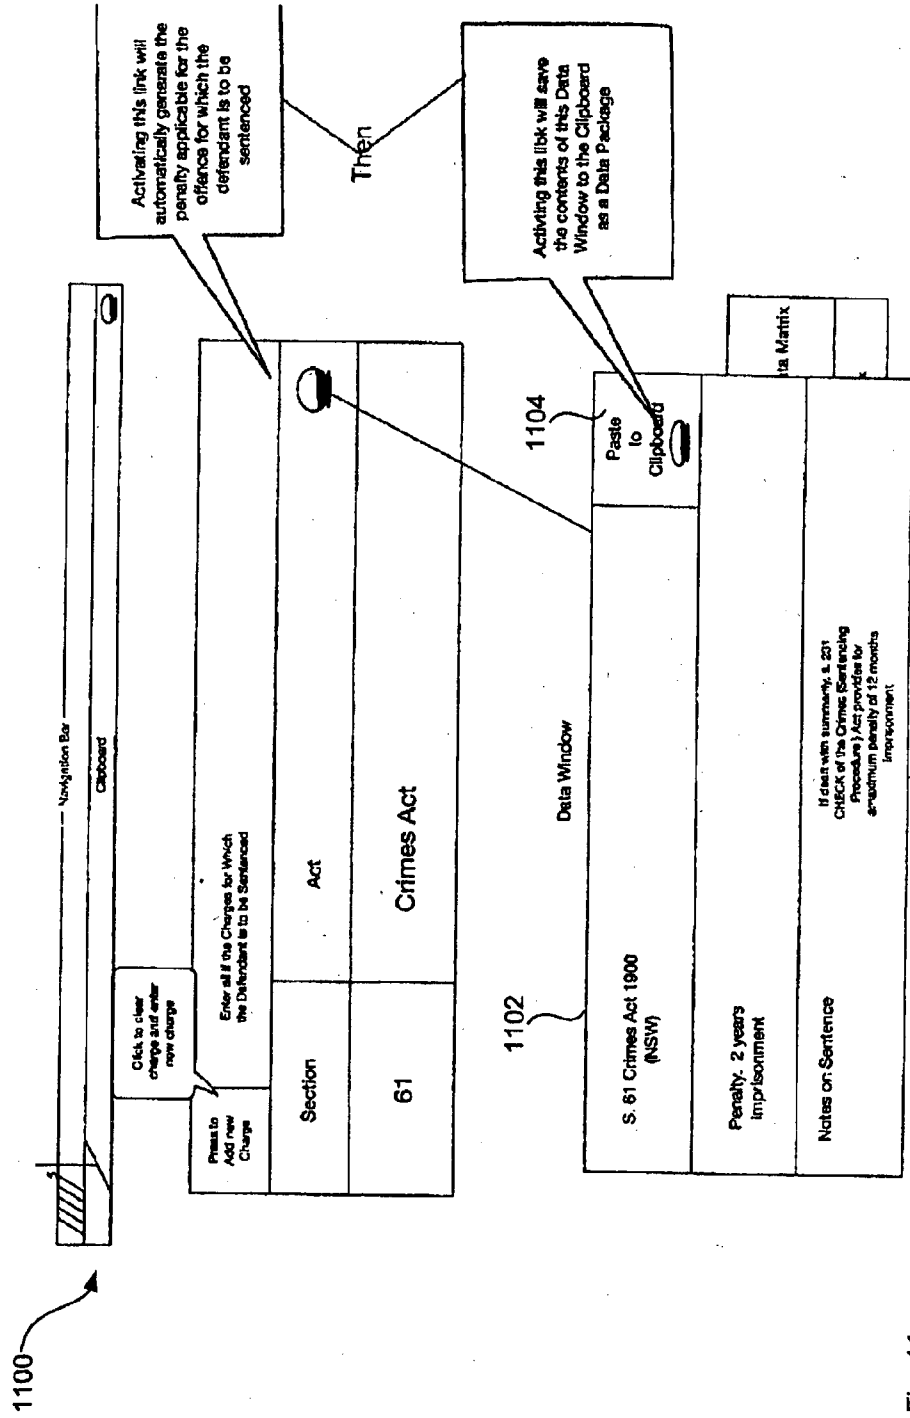 1100
Navigation Bar
Clipboard
Activating this link will
automatically generate the
penalty applicable for the
offence for which the
defendant is to be
sentenced
Click to clear
charge and enter
new charge
Press to
Add new
Charge
Enter all if the Charges for Which
the Defendant is to be Sentenced
Section
Act
61
Crimes Act
Then
Activting this libk will save
the contents of this Data
Window to the Clipboard
as a Data Package
Data Window
1102
1104
S. 61 Crimes Act 1900
(NSW)
Paste
to
Clipboard
Penalty. 2 years
Imprisonment
ta Matrix
x
Notes on Sentence
If dealt with summarily, s. 231
CHECK of the Crimes (Sentencing
Procedure) Act provides for
amaximum penalty of 12 months
Imprisonment